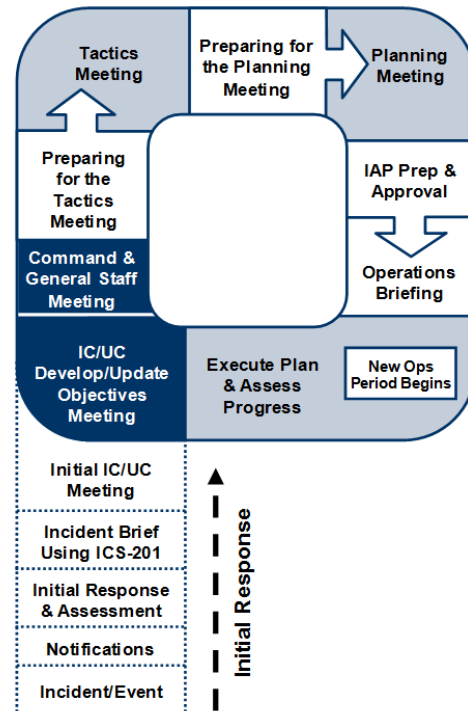 Tactics
Meeting
Preparing for
the Planning
Meeting
Planning
Meeting
Preparing
for the
Tactics
Meeting
IAP Prep &
Approval
Command &
General Staff
Meeting
Operations
Briefing
IC/UC
Develop/Update
Objectives
Meeting
Execute Plan
& Assess
Progress
New Ops
Period Begins
Initial IC/UC
Meeting
Incident Brief
Using ICS-201
Initial Response
& Assessment
Notifications
Incident/Event
Initial Response